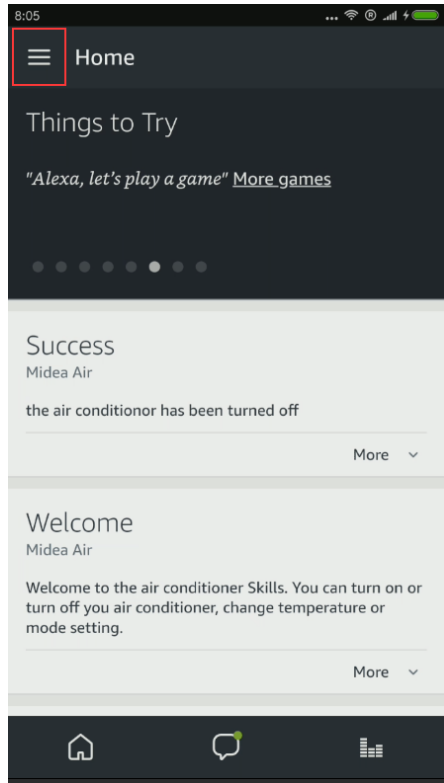 8:05
Home
Things to Try
"Alexa, let's play a game" More games
Success
Midea Air
the air conditionor has been turned off
More
Welcome
Midea Air
Welcome to the air conditioner Skills. You can turn on or
turn off you air conditioner, change temperature or
mode setting.
More